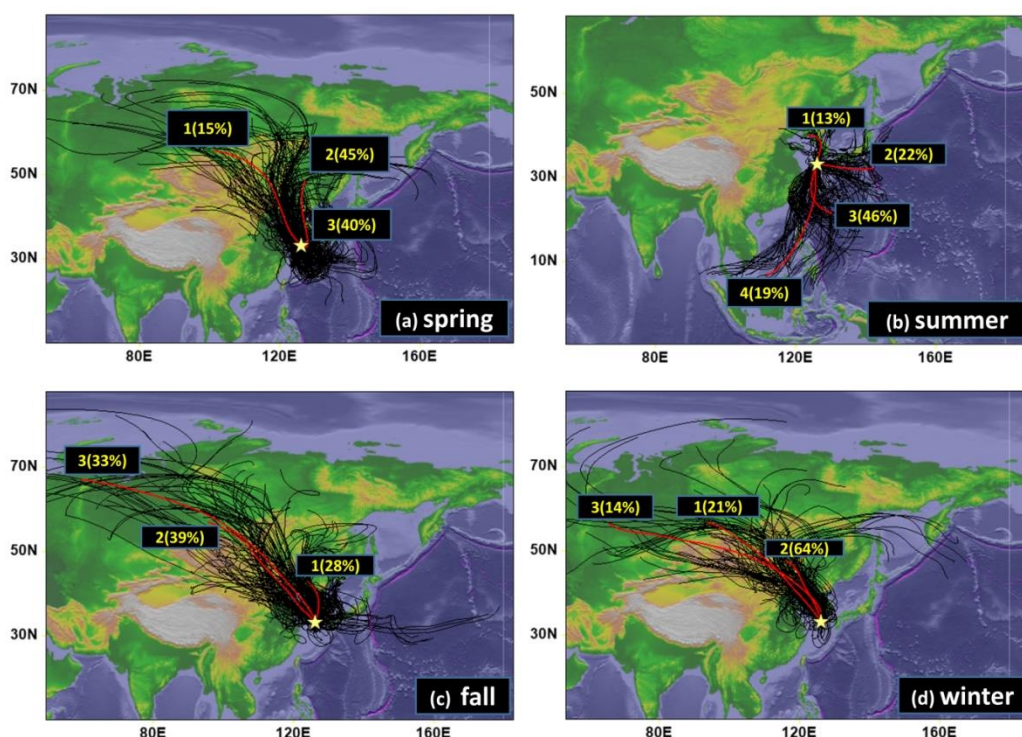 70N
50N
30N
1(15%)
2(45%)
3(40%)
(a) spring
80E 120E 160E
50N
30N
10N
1(13%)
2(22%)
3(46%)
4(19%)
(b) summer
80E 120E 160E
70N
50N
30N
3(33%)
2(39%)
1(28%)
(c) fall
80E 120E 160E
70N
50N
30N
3(14%)
1(21%)
2(64%)
(d) winter
80E 120E 160E